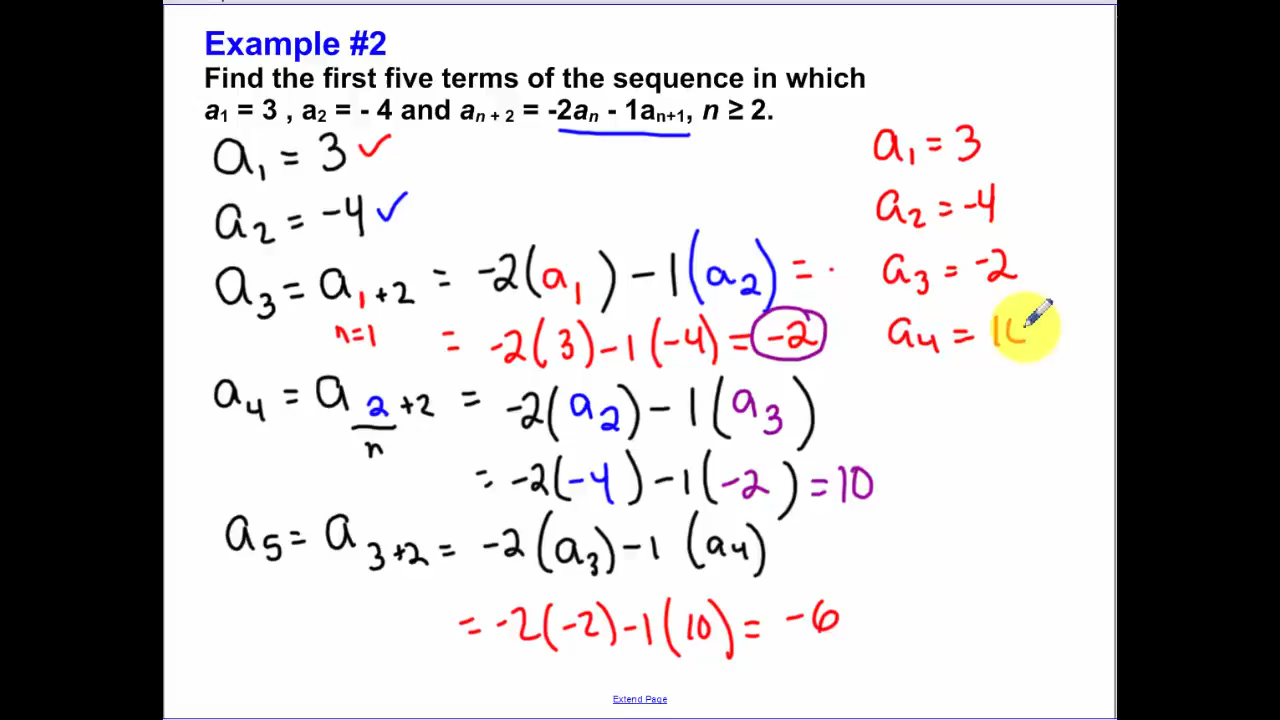 Example #2
Find the first five terms of the sequence in which
a₁ = 3 , a₂ = - 4 and aₙ ₊ ₂ = -2aₙ - 1aₙ₊₁, n ≥ 2.
a₁ = 3 ✓
a₂ = -4 ✓
a₃ = a₁₊₂ = -2(a₁) - 1(a₂) =
n=1
= -2(3) - 1(-4) = -2
a₄ = a₂₊₂ = -2(a₂) - 1(a₃)
n
= -2(-4) - 1(-2) = 10
a₅ = a₃₊₂ = -2(a₃) - 1(a₄)
= -2(-2) - 1(10) = -6
a₁ = 3
a₂ = -4
a₃ = -2
a₄ = 10
Extend Page